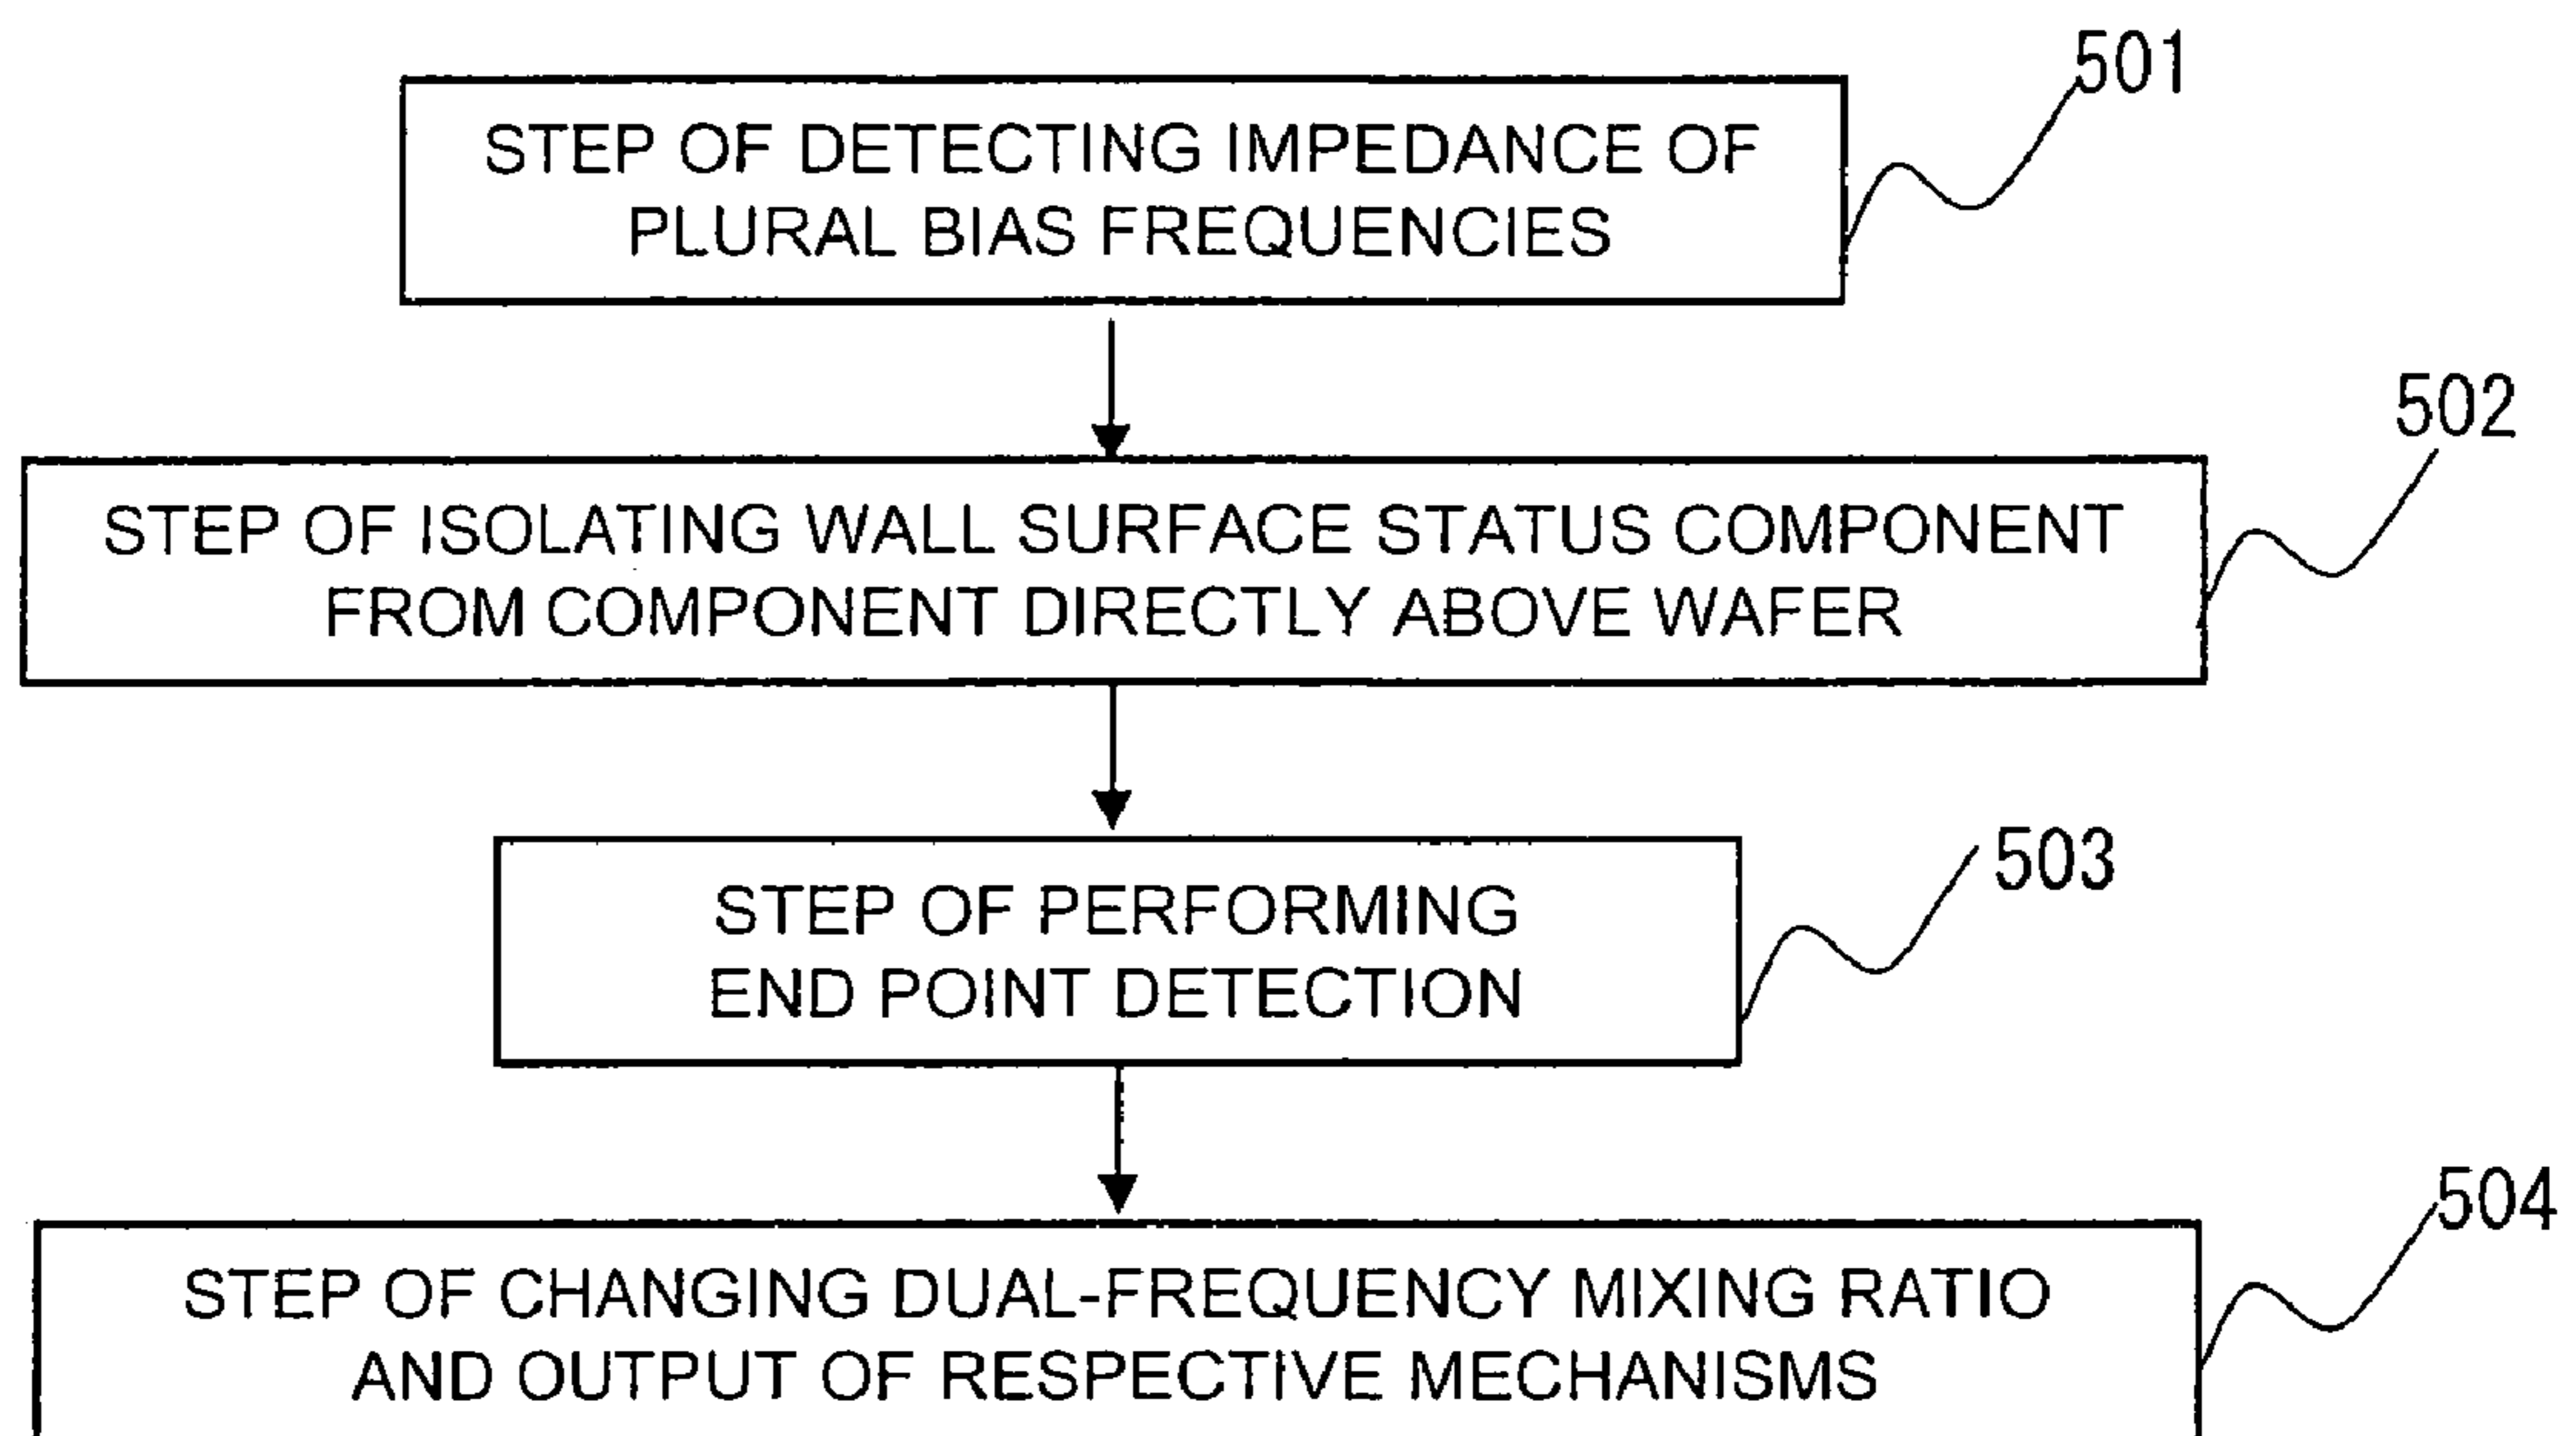 501
STEP OF DETECTING IMPEDANCE OF
PLURAL BIAS FREQUENCIES
502
STEP OF ISOLATING WALL SURFACE STATUS COMPONENT
FROM COMPONENT DIRECTLY ABOVE WAFER
503
STEP OF PERFORMING
END POINT DETECTION
504
STEP OF CHANGING DUAL-FREQUENCY MIXING RATIO
AND OUTPUT OF RESPECTIVE MECHANISMS